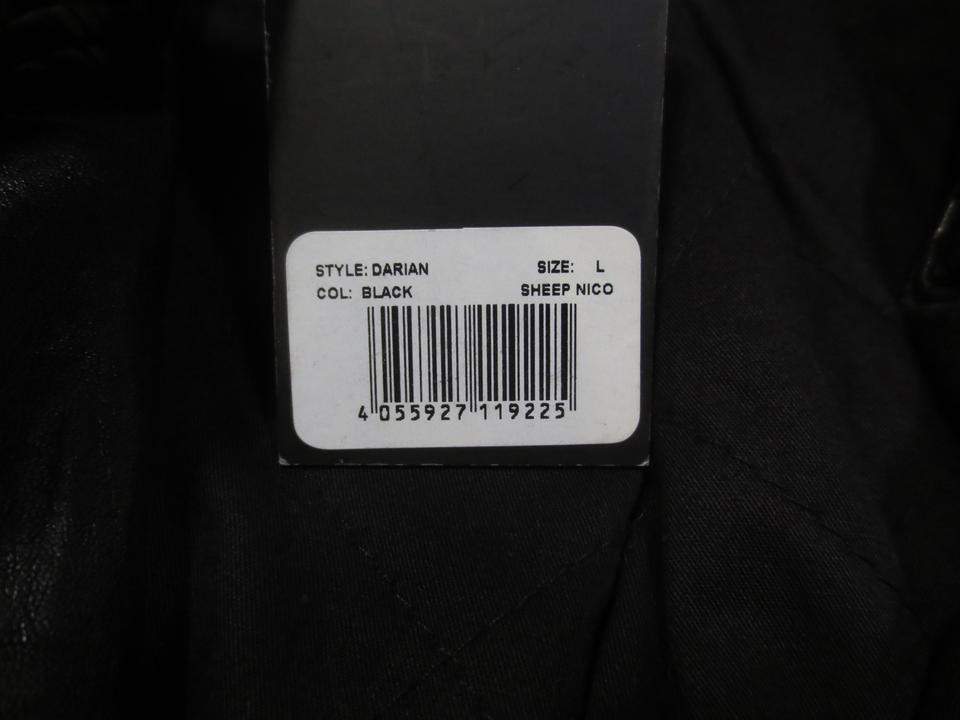 STYLE: DARIAN SIZE: L
COL: BLACK SHEEP NICO
4 055927 119225